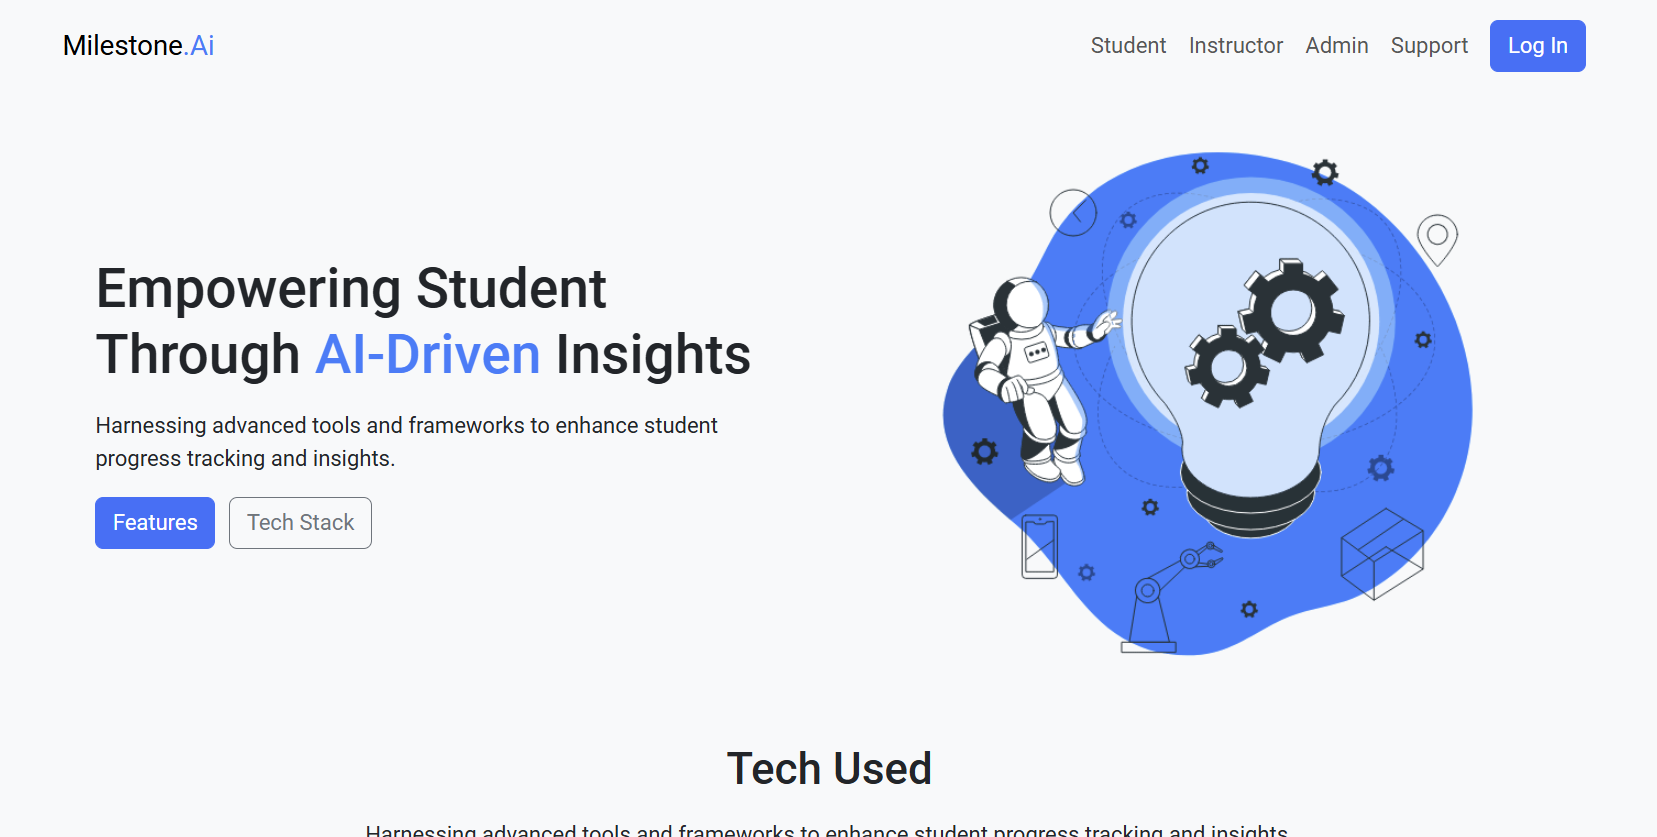 Milestone.Ai
Student Instructor Admin Support Log In
Empowering Student
Through AI-Driven Insights
Harnessing advanced tools and frameworks to enhance student
progress tracking and insights.
Features Tech Stack
Tech Used
Harnessing advanced tools and frameworks to enhance student progress tracking and insights.